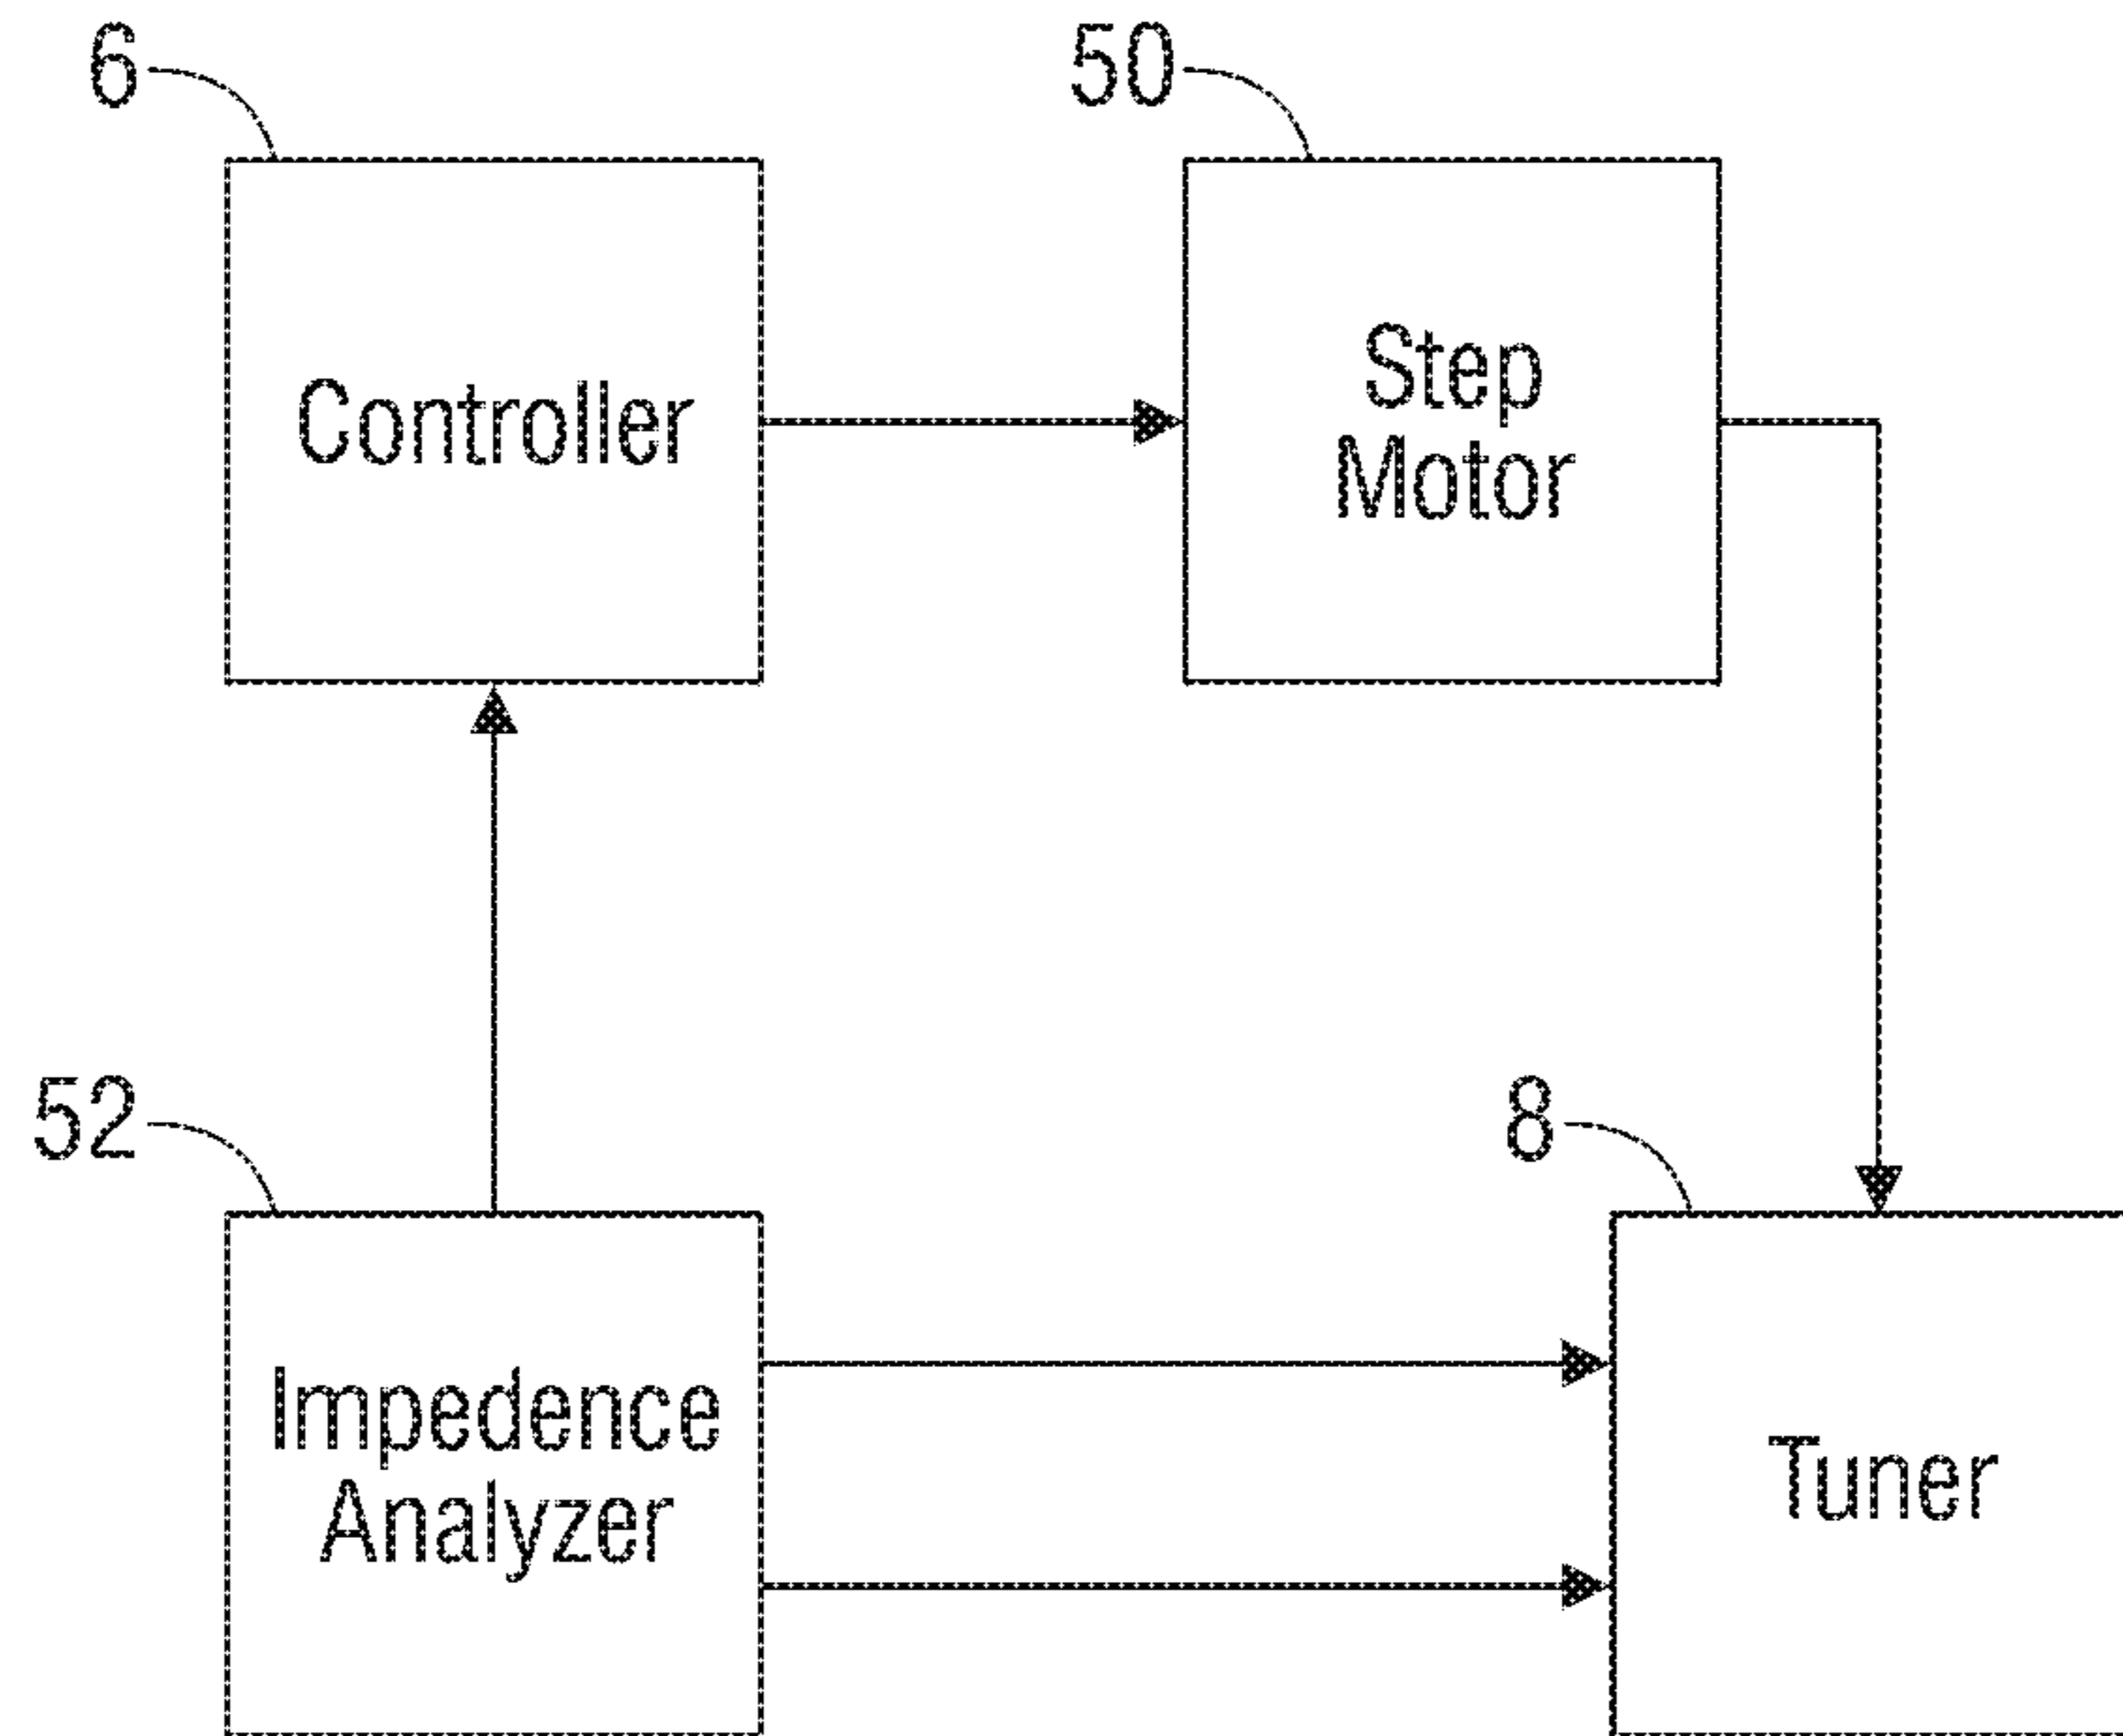 6
50
Controller
Step
Motor
52
8
Impedence
Analyzer
Tuner